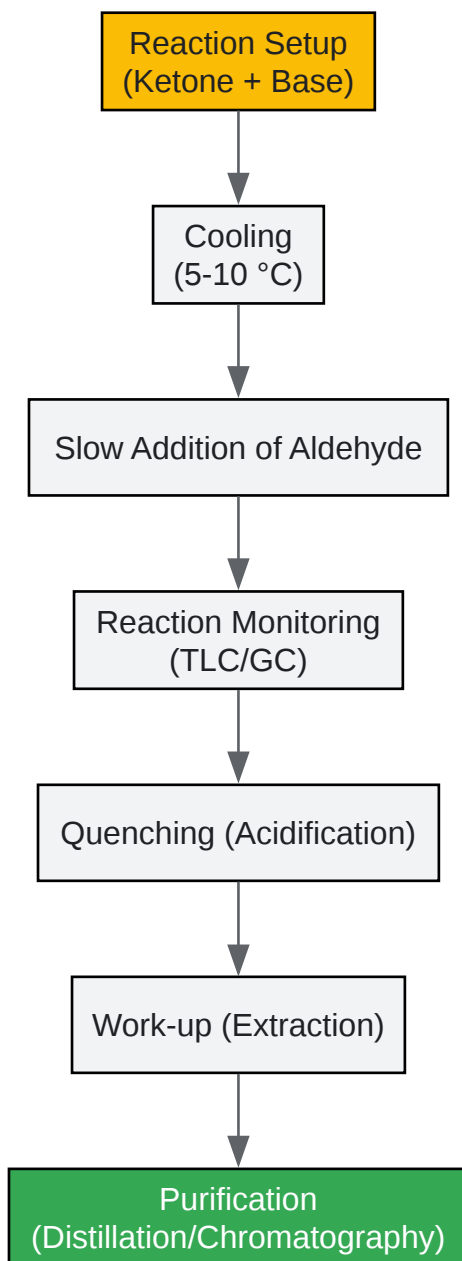 Reaction Setup
(Ketone + Base)
Cooling
(5-10 °C)
Slow Addition of Aldehyde
Reaction Monitoring
(TLC/GC)
Quenching (Acidification)
Work-up (Extraction)
Purification
(Distillation/Chromatography)